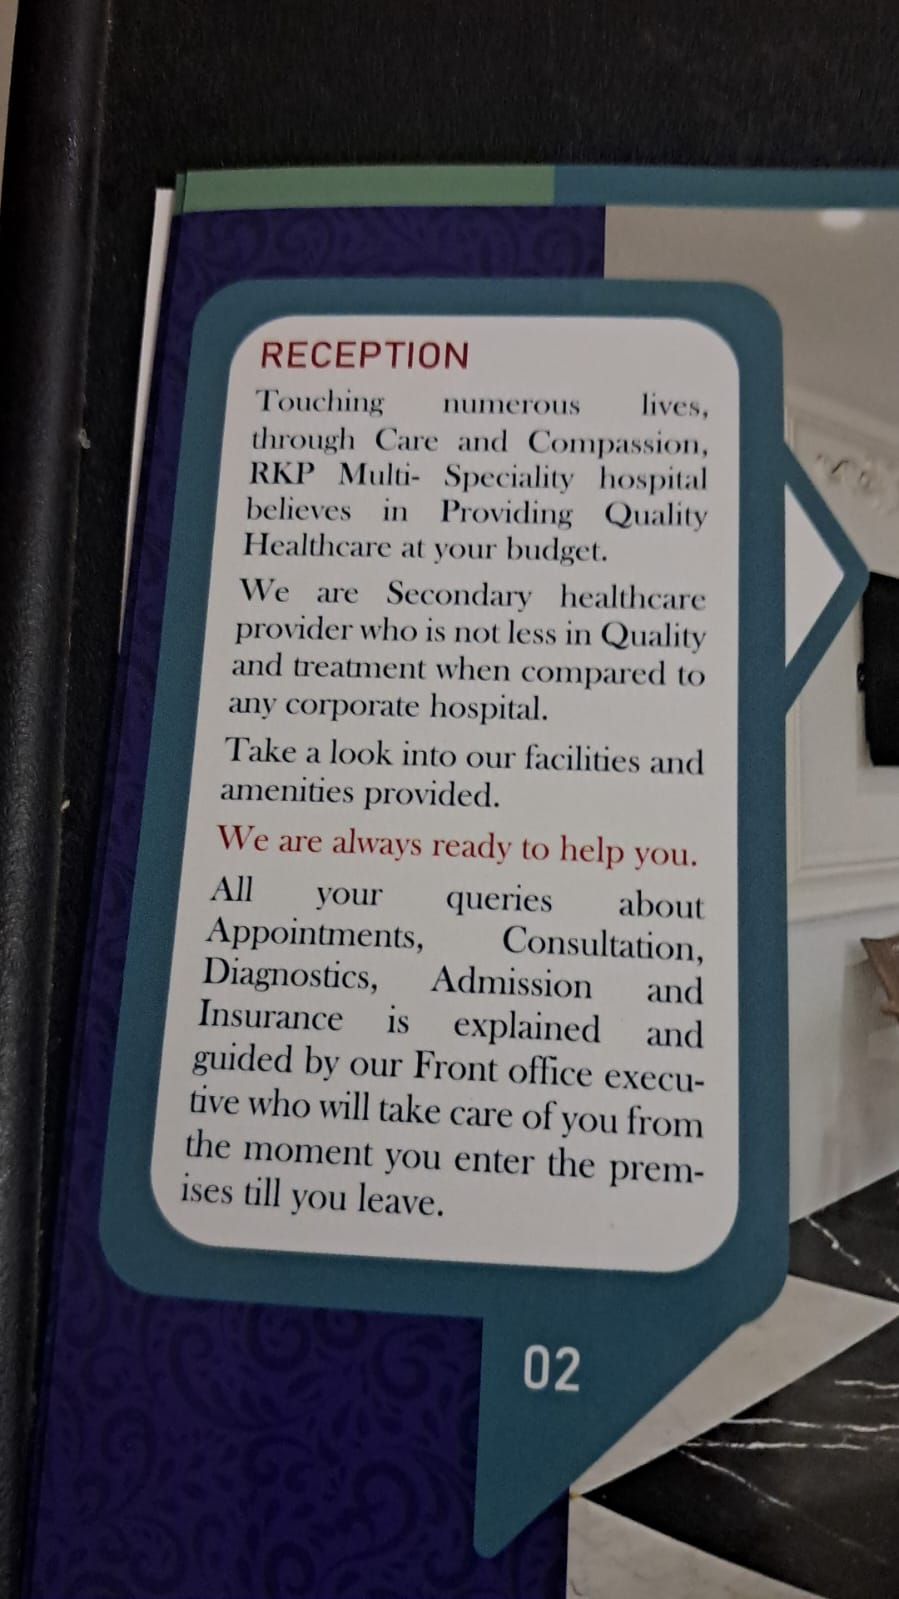 RECEPTION
Touching numerous lives,
through Care and Compassion,
RKP Multi- Speciality hospital
believes in Providing Quality
Healthcare at your budget.
We are Secondary healthcare
provider who is not less in Quality
and treatment when compared to
any corporate hospital.
Take a look into our facilities and
amenities provided.
We are always ready to help you.
All your queries about
Appointments, Consultation,
Diagnostics, Admission and
Insurance is explained and
guided by our Front office execu-
tive who will take care of you from
the moment you enter the prem-
ises till you leave.
02